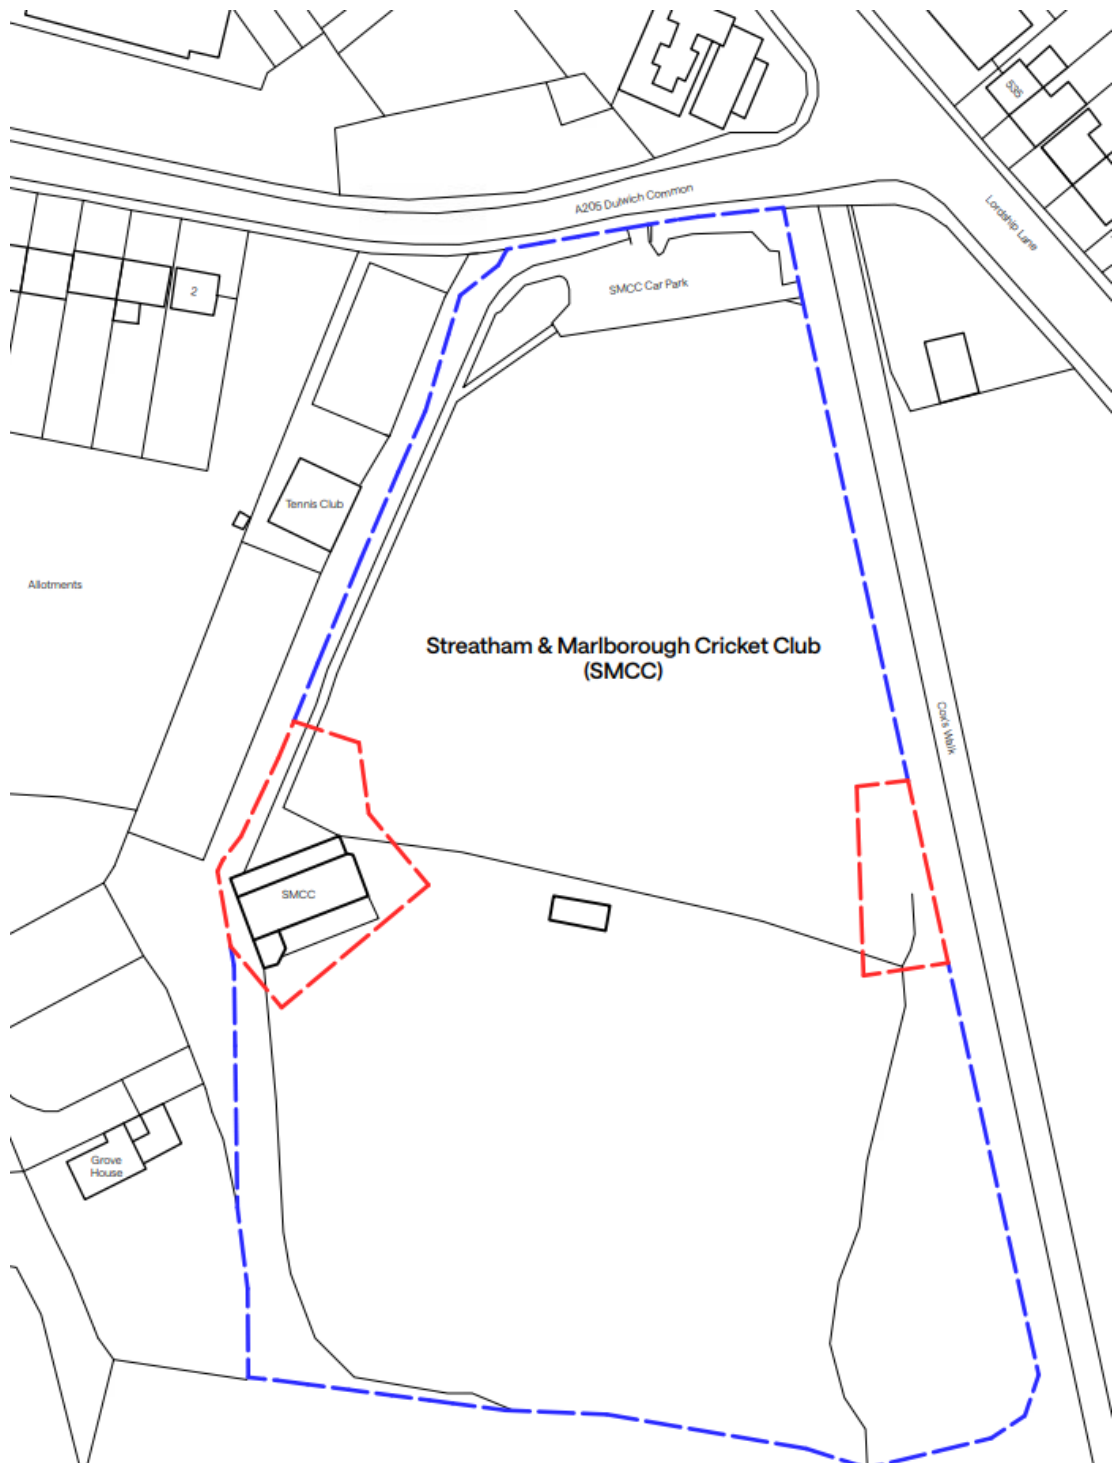 535
A205 Dulwich Common
Lordship Lane
2
SMCC Car Park
Tennis Club
Allotments
Streatham & Marlborough Cricket Club
(SMCC)
Cox's Walk
SMCC
Grove
House